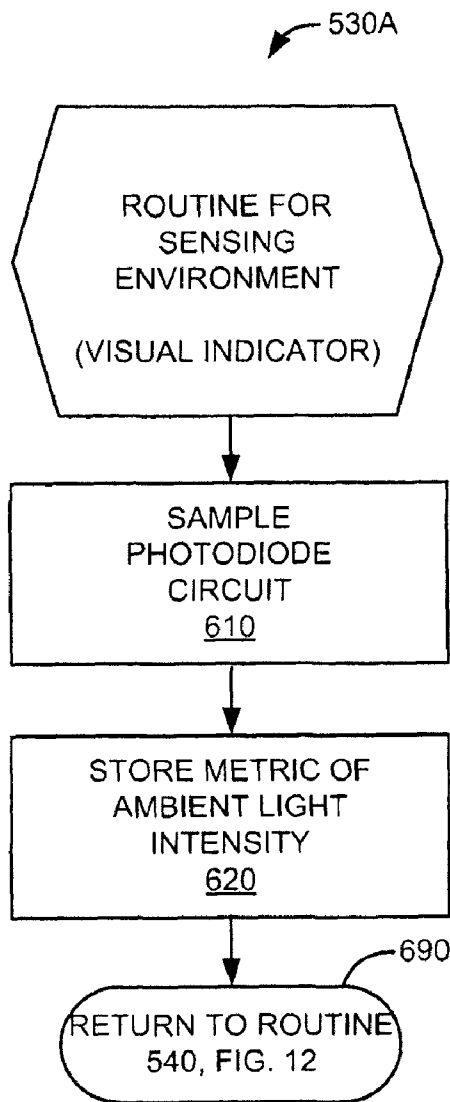 530A
ROUTINE FOR
SENSING
ENVIRONMENT
(VISUAL INDICATOR)
SAMPLE
PHOTODIODE
CIRCUIT
610
STORE METRIC OF
AMBIENT LIGHT
INTENSITY
620
690
RETURN TO ROUTINE
540, FIG. 12